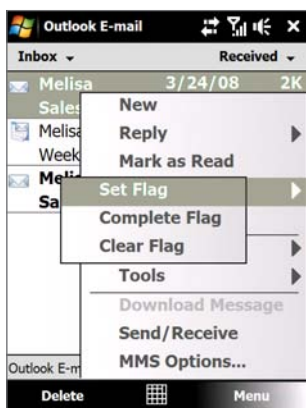 Outlook E-mail
Inbox Received
Melisa 3/24/08 2K
Sales
Melisa
Week
Sa
New
Reply
Mark as Read
Set Flag
Complete Flag
Clear Flag
Tools
Download Message
Send/Receive
MMS Options...
Outlook E-m
Delete Menu